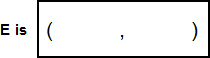 E is ( , )